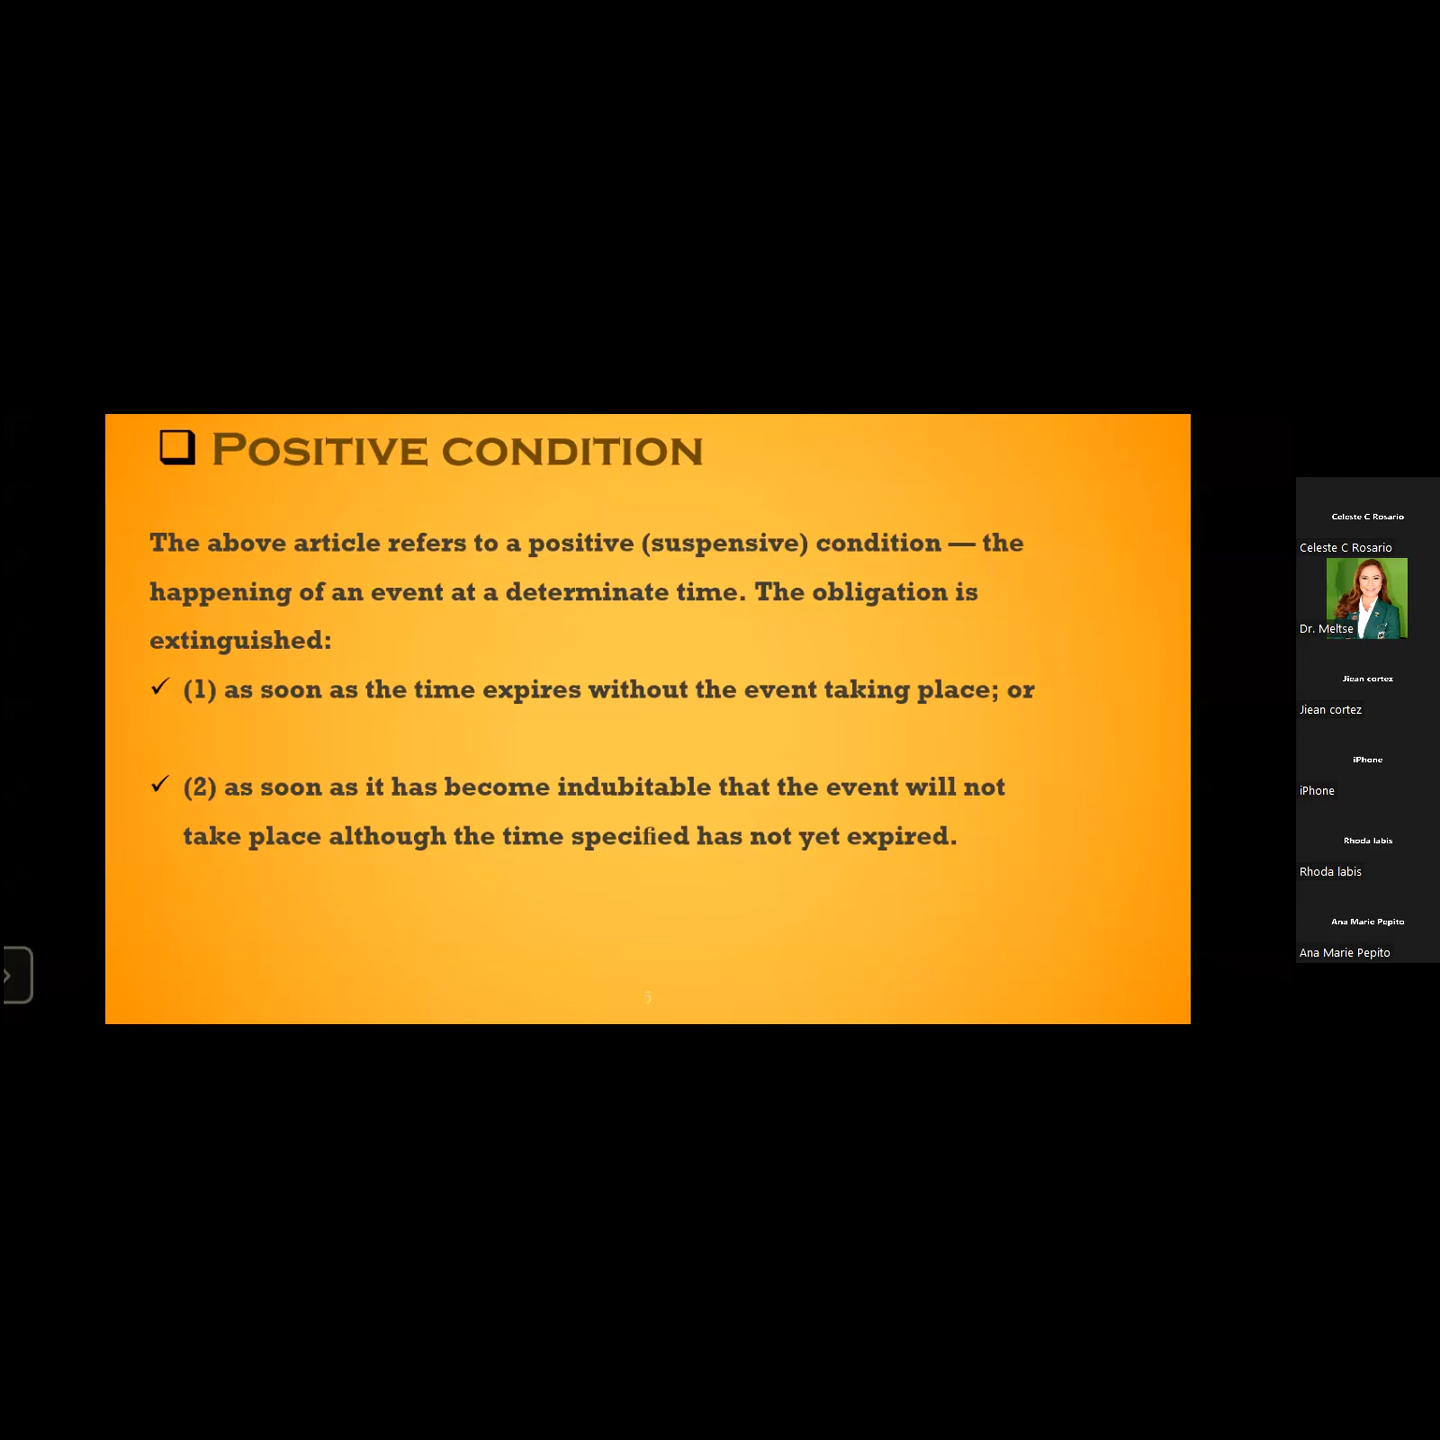 POSITIVE CONDITION
The above article refers to a positive (suspensive) condition — the
happening of an event at a determinate time. The obligation is
extinguished:
(1) as soon as the time expires without the event taking place; or
(2) as soon as it has become indubitable that the event will not
take place although the time specified has not yet expired.
5
Celeste C Rosario
Celeste C Rosario
Dr. Meltse
Jiean cortez
Jiean cortez
iPhone
iPhone
Rhoda labis
Rhoda labis
Ana Marie Pepito
Ana Marie Pepito